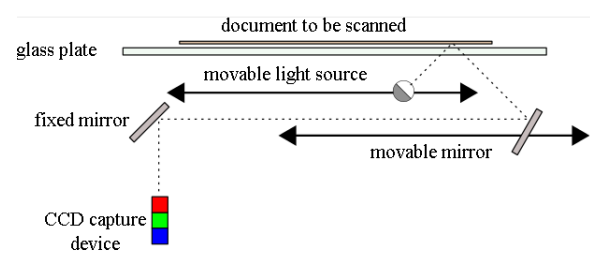 document to be scanned
glass plate
movable light source
fixed mirror
movable mirror
CCD capture
device